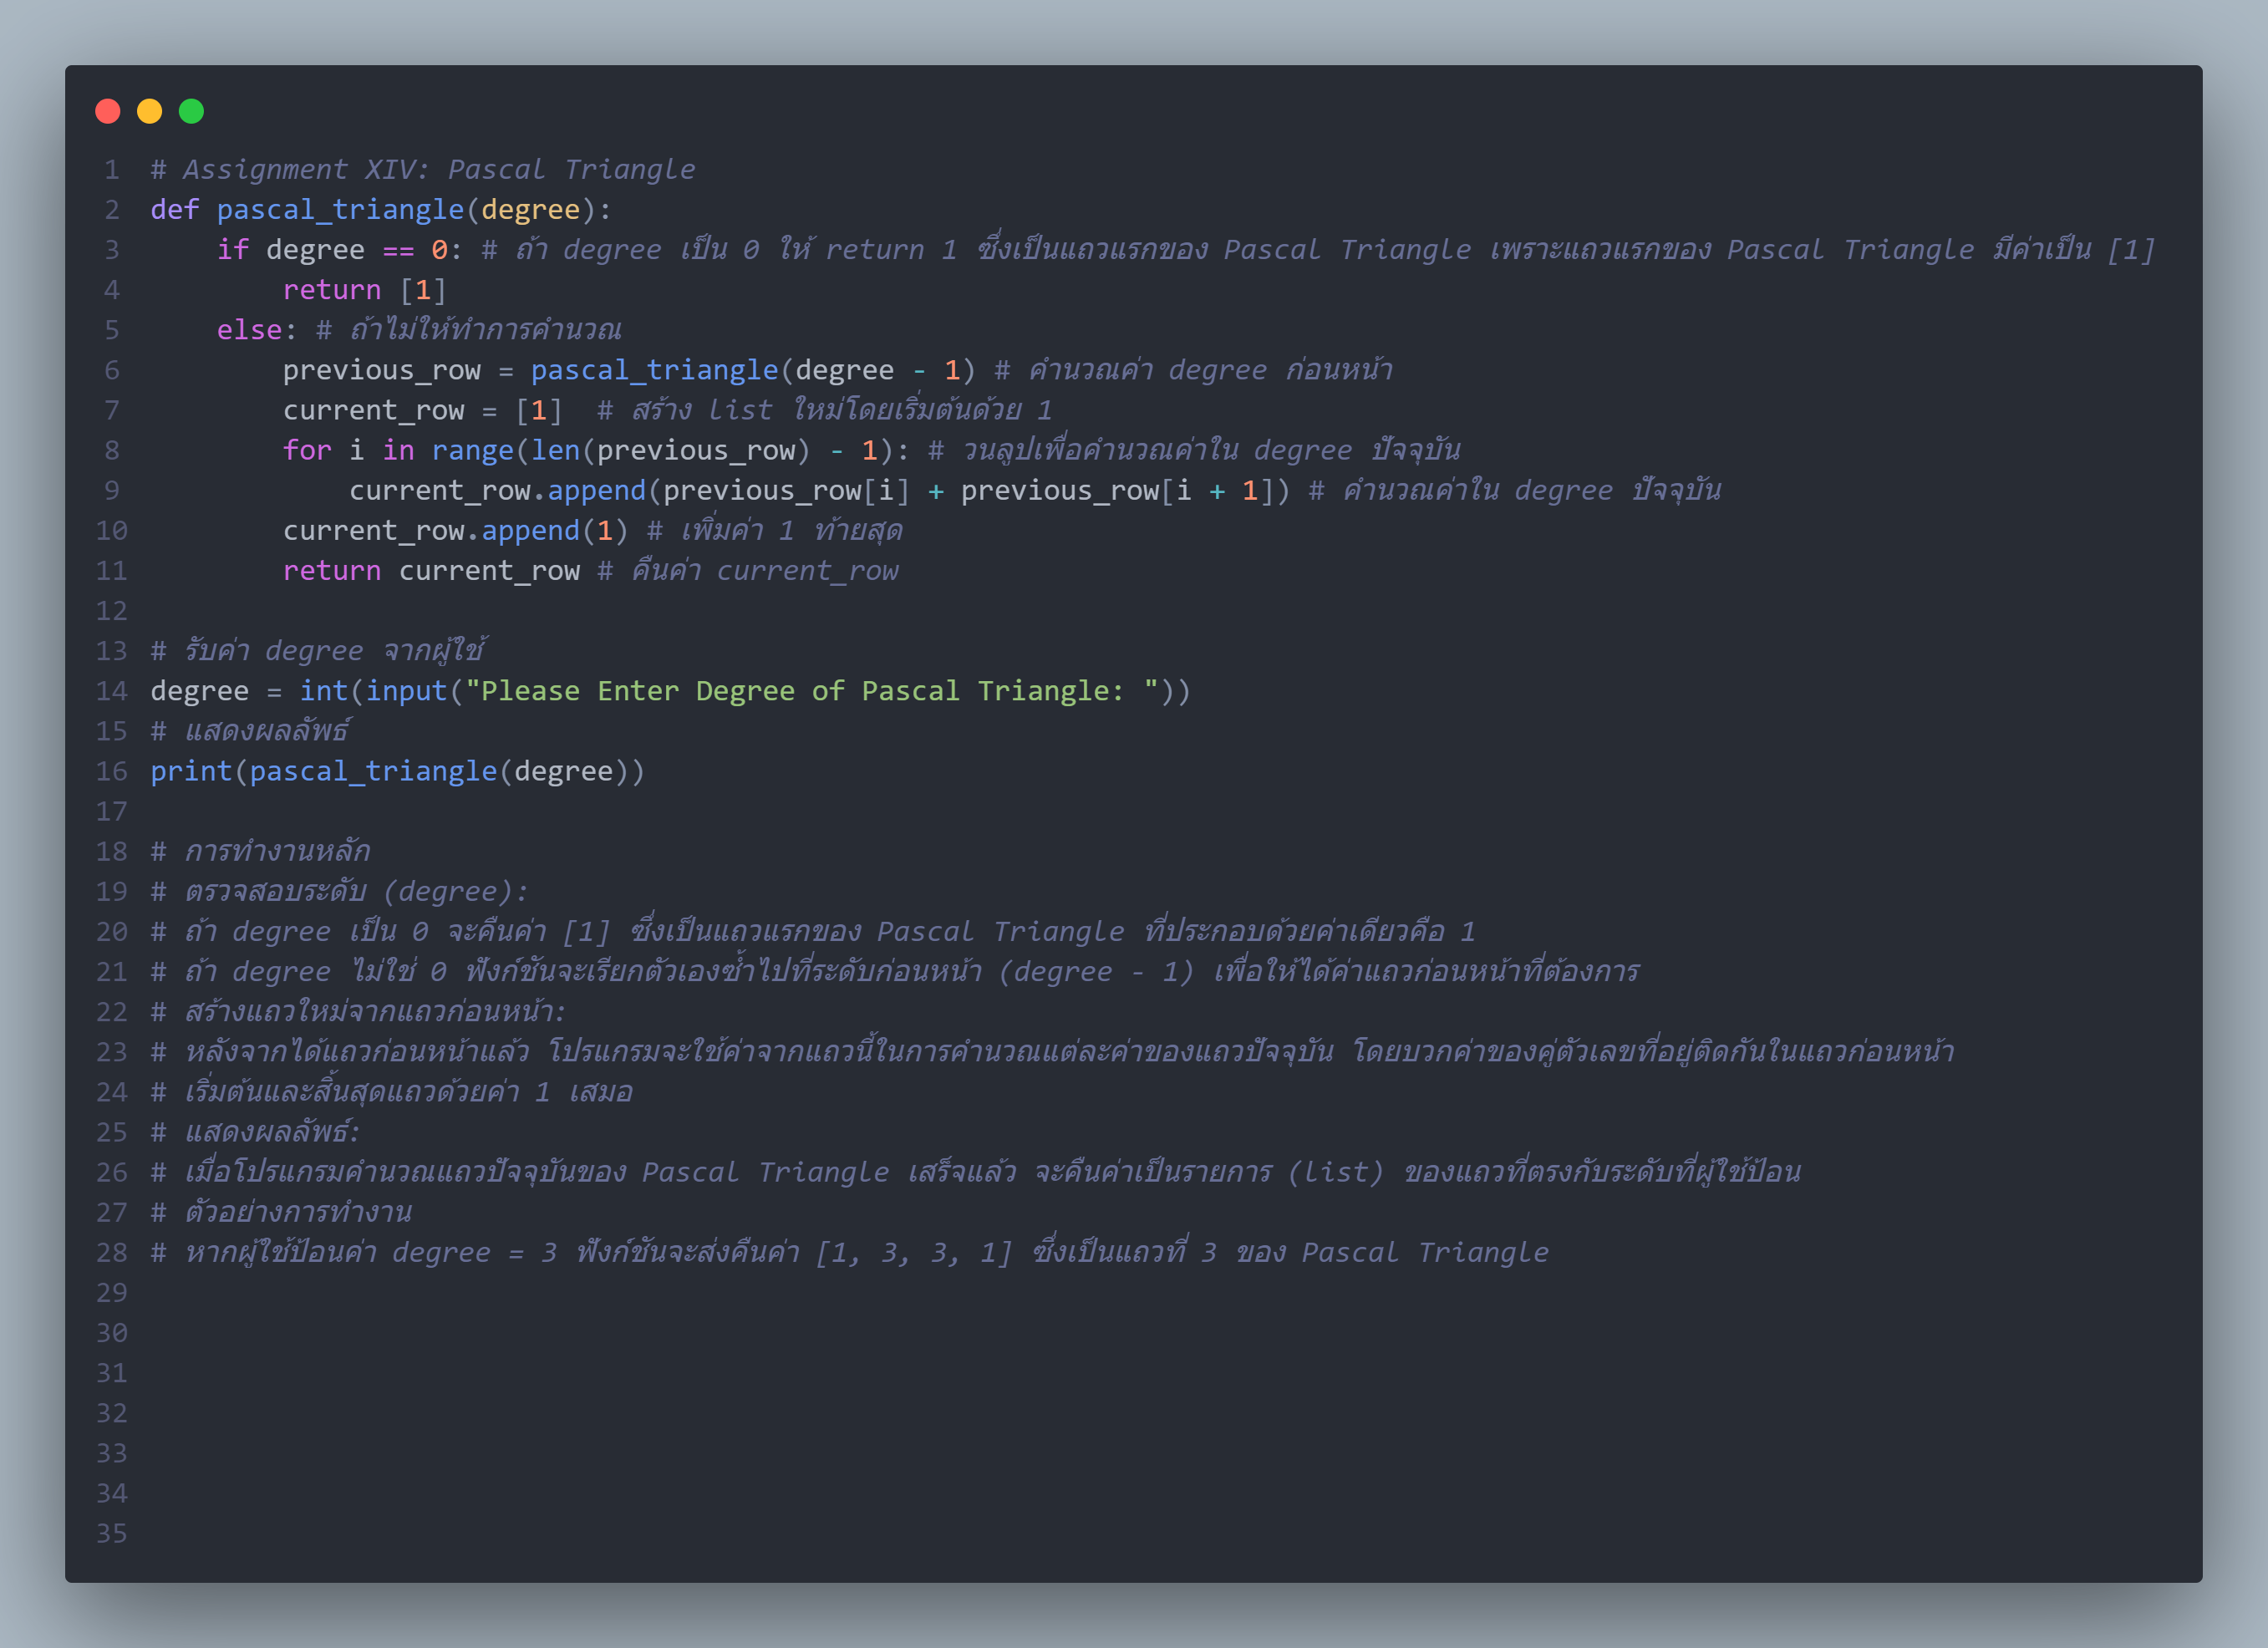 1 # Assignment XIV: Pascal Triangle
2 def pascal_triangle(degree):
3     if degree == 0: # ถ้า degree เป็น 0 ให้ return 1 ซึ่งเป็นแถวแรกของ Pascal Triangle เพราะแถวแรกของ Pascal Triangle มีค่าเป็น [1]
4         return [1]
5     else: # ถ้าไม่ให้ทำการคำนวณ
6         previous_row = pascal_triangle(degree - 1) # คำนวณค่า degree ก่อนหน้า
7         current_row = [1]  # สร้าง list ใหม่โดยเริ่มต้นด้วย 1
8         for i in range(len(previous_row) - 1): # วนลูปเพื่อคำนวณค่าใน degree ปัจจุบัน
9             current_row.append(previous_row[i] + previous_row[i + 1]) # คำนวณค่าใน degree ปัจจุบัน
10         current_row.append(1) # เพิ่มค่า 1 ท้ายสุด
11         return current_row # คืนค่า current_row
12
13 # รับค่า degree จากผู้ใช้
14 degree = int(input("Please Enter Degree of Pascal Triangle: "))
15 # แสดงผลลัพธ์
16 print(pascal_triangle(degree))
17
18 # การทำงานหลัก
19 # ตรวจสอบระดับ (degree):
20 # ถ้า degree เป็น 0 จะคืนค่า [1] ซึ่งเป็นแถวแรกของ Pascal Triangle ที่ประกอบด้วยค่าเดียวคือ 1
21 # ถ้า degree ไม่ใช่ 0 ฟังก์ชันจะเรียกตัวเองซ้ำไปที่ระดับก่อนหน้า (degree - 1) เพื่อให้ได้ค่าแถวก่อนหน้าที่ต้องการ
22 # สร้างแถวใหม่จากแถวก่อนหน้า:
23 # หลังจากได้แถวก่อนหน้าแล้ว โปรแกรมจะใช้ค่าจากแถวนี้ในการคำนวณแต่ละค่าของแถวปัจจุบัน โดยบวกค่าของคู่ตัวเลขที่อยู่ติดกันในแถวก่อนหน้า
24 # เริ่มต้นและสิ้นสุดแถวด้วยค่า 1 เสมอ
25 # แสดงผลลัพธ์:
26 # เมื่อโปรแกรมคำนวณแถวปัจจุบันของ Pascal Triangle เสร็จแล้ว จะคืนค่าเป็นรายการ (list) ของแถวที่ตรงกับระดับที่ผู้ใช้ป้อน
27 # ตัวอย่างการทำงาน
28 # หากผู้ใช้ป้อนค่า degree = 3 ฟังก์ชันจะส่งคืนค่า [1, 3, 3, 1] ซึ่งเป็นแถวที่ 3 ของ Pascal Triangle
29
30
31
32
33
34
35